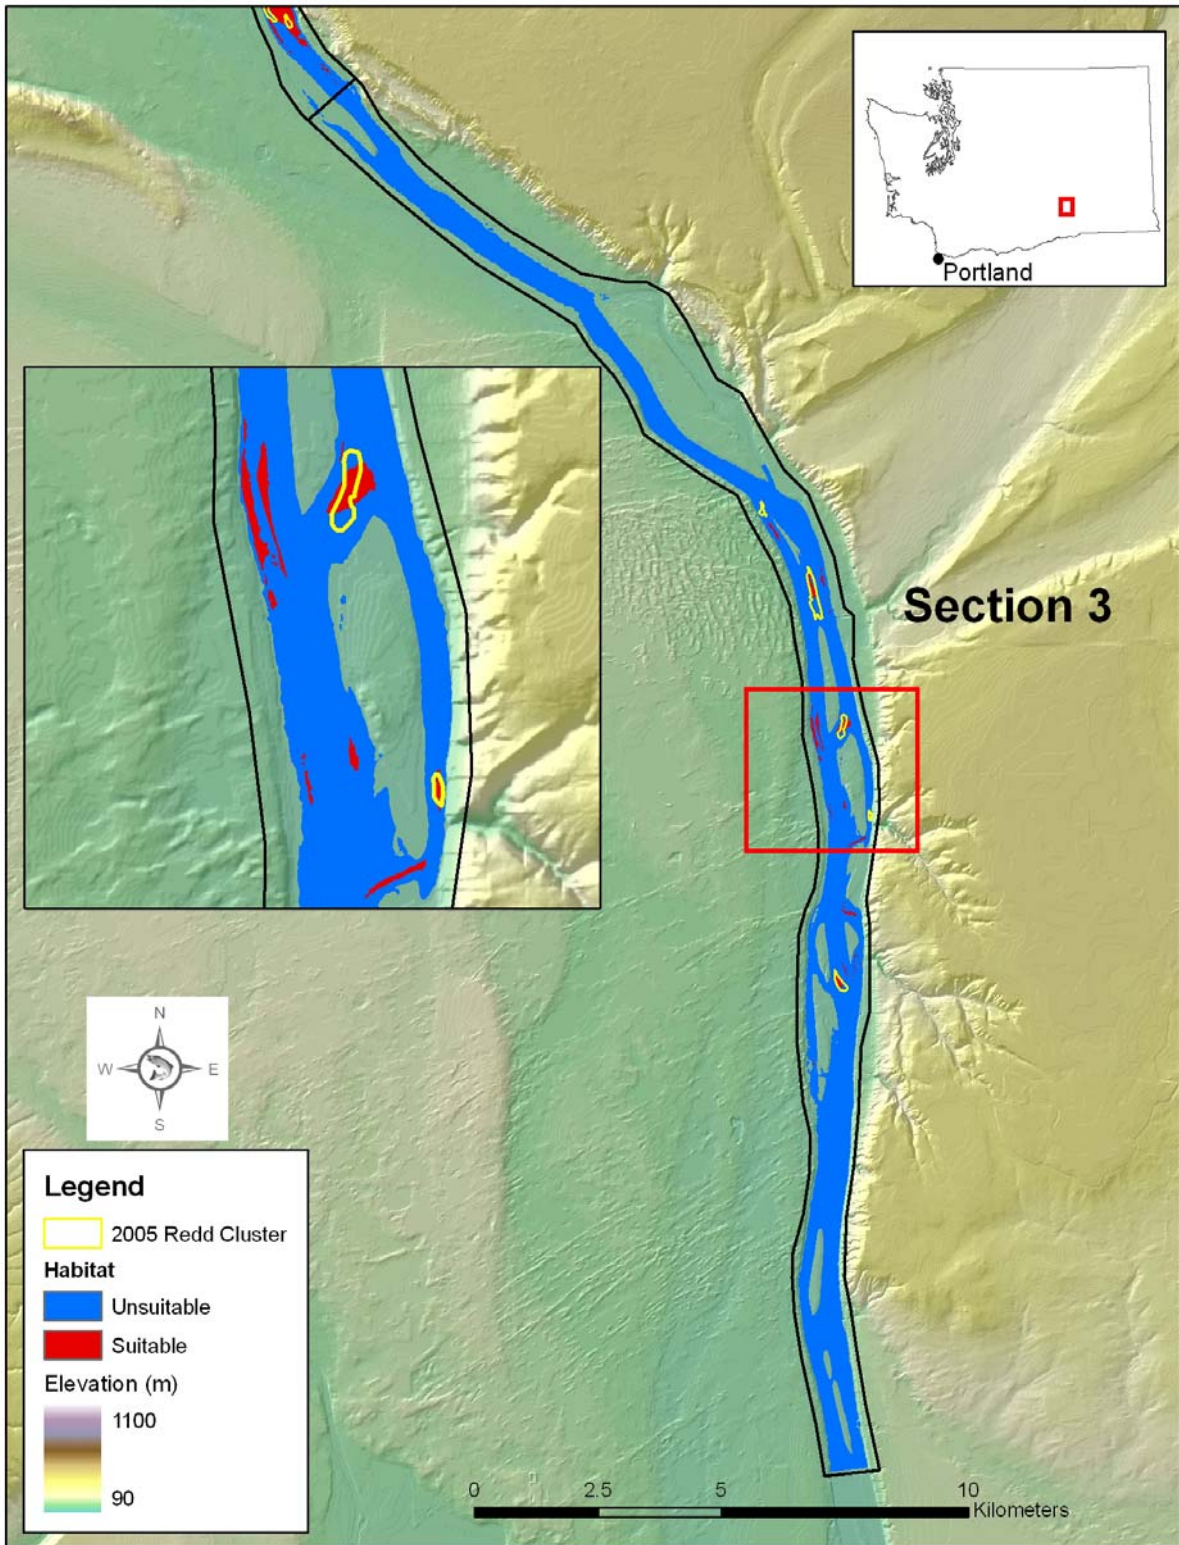 Portland
Section 3
N
W
E
S
Legend
2005 Redd Cluster
Habitat
Unsuitable
Suitable
Elevation (m)
1100
90
0 2.5 5 10
Kilometers